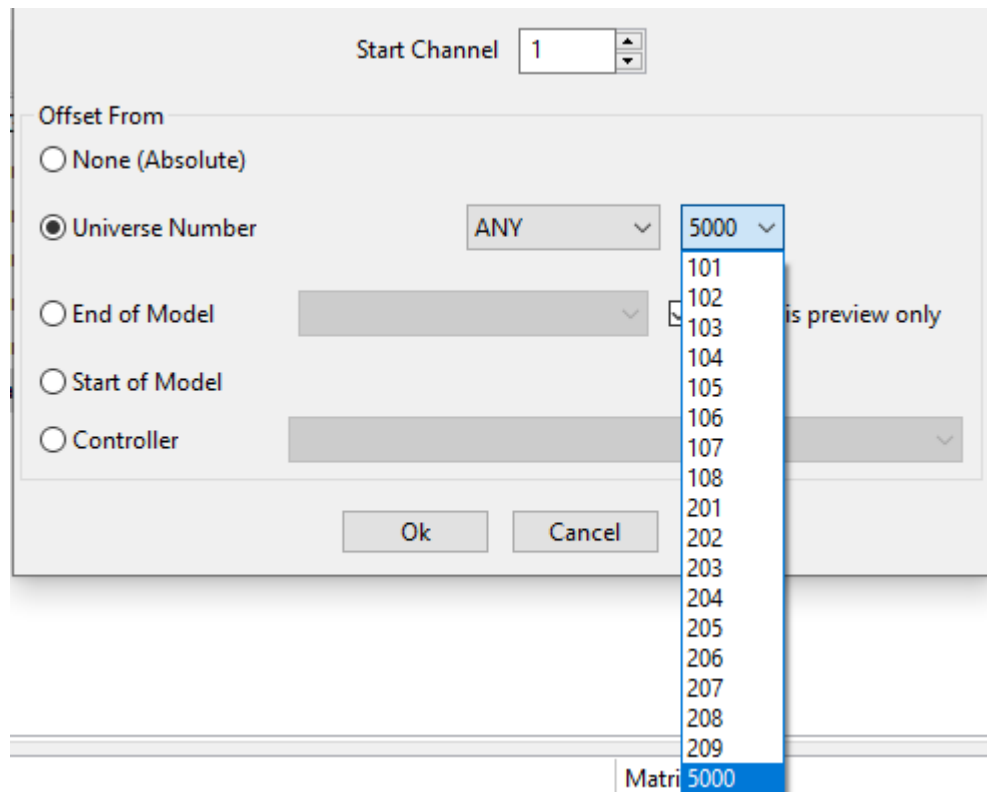 Start Channel 1
Offset From
None (Absolute)
Universe Number ANY 5000
101
102
End of Model is preview only
103
104
105
Start of Model
106
Controller
107
108
201
Ok Cancel
202
203
204
205
206
207
208
209
Matri 5000